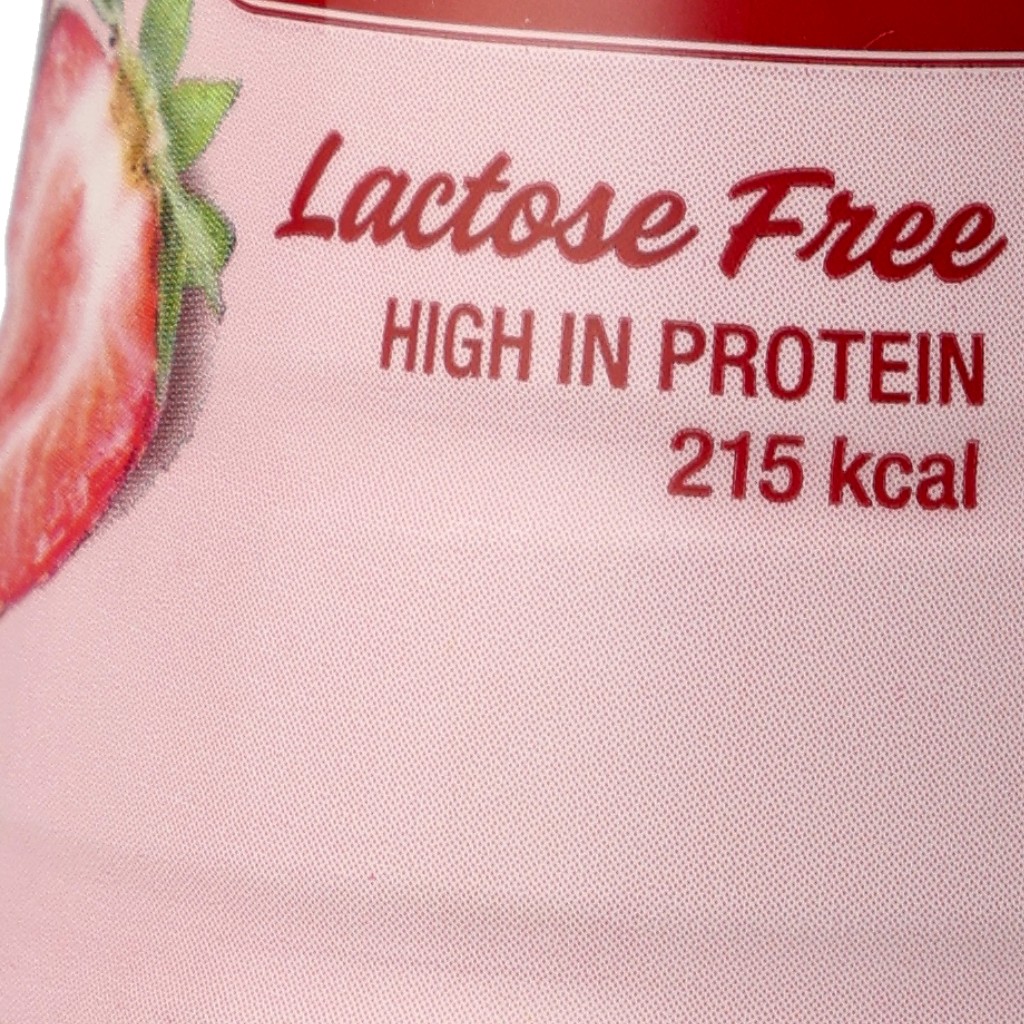 Lactose Free
HIGH IN PROTEIN
215 kcal